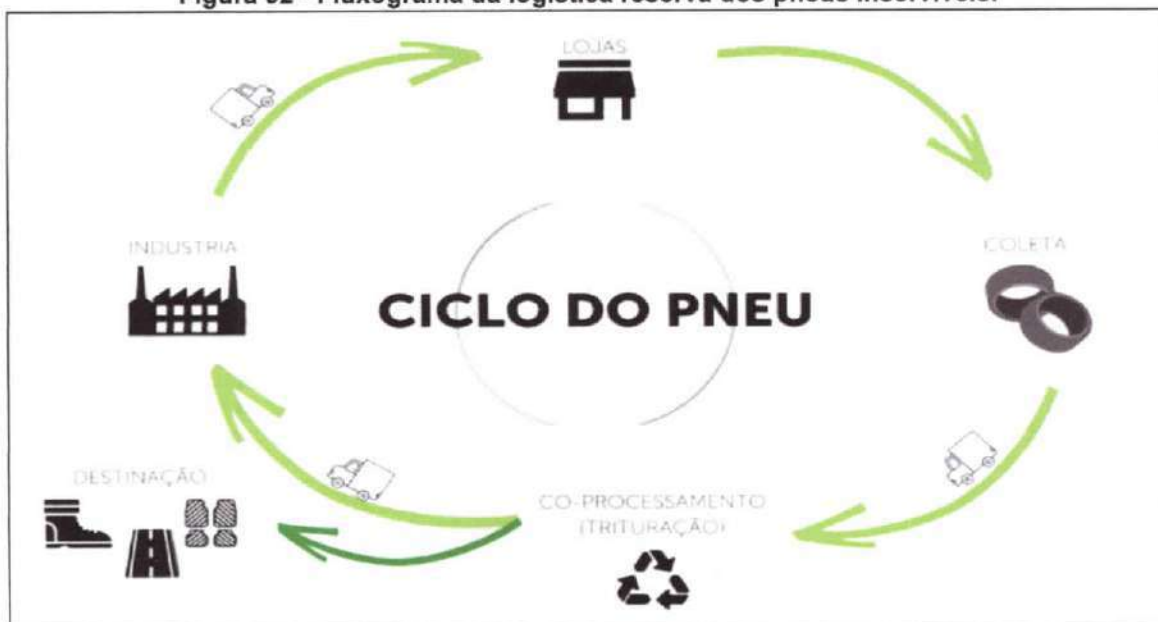 LOJAS
INDUSTRIA
COLETA
CICLO DO PNEU
DESTINAÇÃO
CO-PROCESSAMENTO
(TRITURAÇÃO)